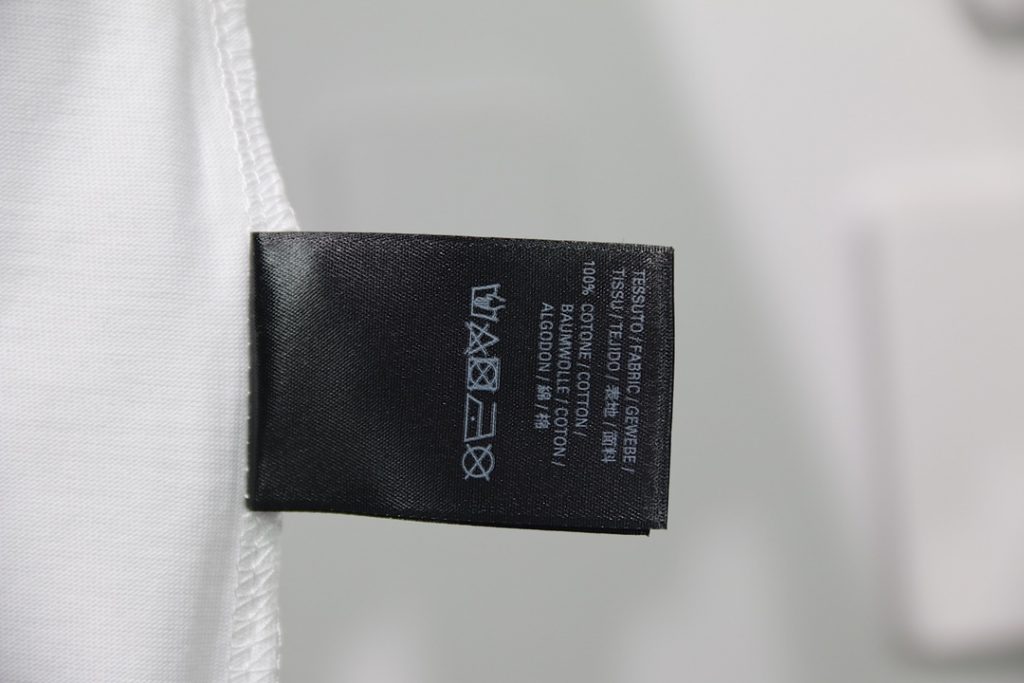 TESSUTO / FABRIC / GEWEBE /
TISSU / TEJIDO / 表地 / 面料
100% COTONE / COTTON /
BAUMWOLLE / COTON /
ALGODON / 綿 / 棉